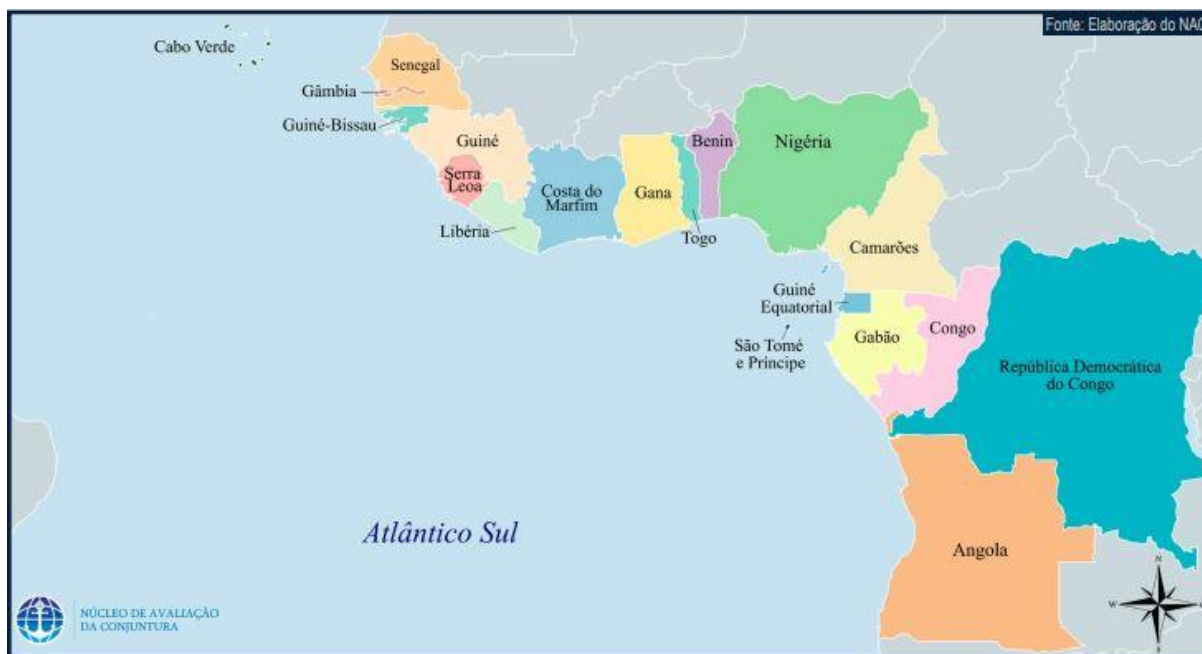 Fonte: Elaboração do NAC
Cabo Verde
Senegal
Gâmbia
Guiné-Bissau
Guiné
Serra
Leoa
Libéria
Costa do
Marfim
Gana
Togo
Benin
Nigéria
Camarões
Guiné
Equatorial
São Tomé
e Príncipe
Gabão
Congo
República Democrática
do Congo
Atlântico Sul
Angola
N
W
S
NÚCLEO DE AVALIAÇÃO
DA CONJUNTURA